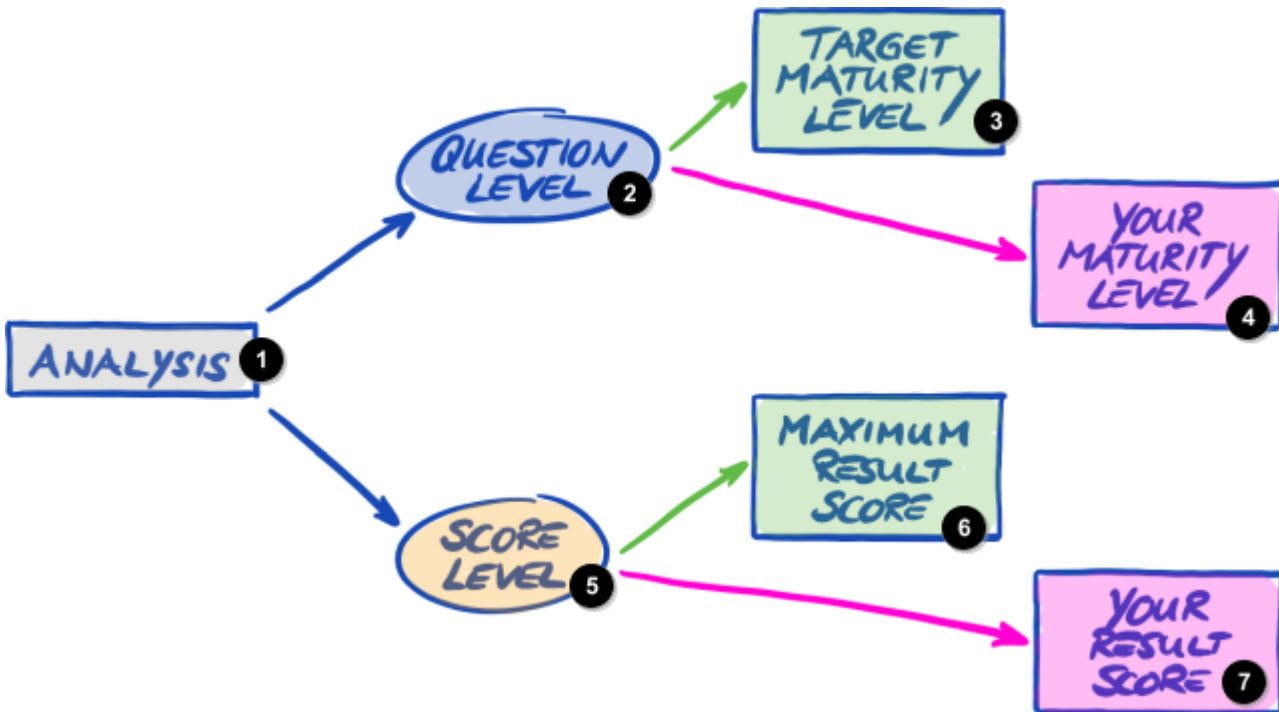 ANALYSIS
1
QUESTION
LEVEL
2
TARGET
MATURITY
LEVEL
3
YOUR
MATURITY
LEVEL
4
SCORE
LEVEL
5
MAXIMUM
RESULT
SCORE
6
YOUR
RESULT
SCORE
7